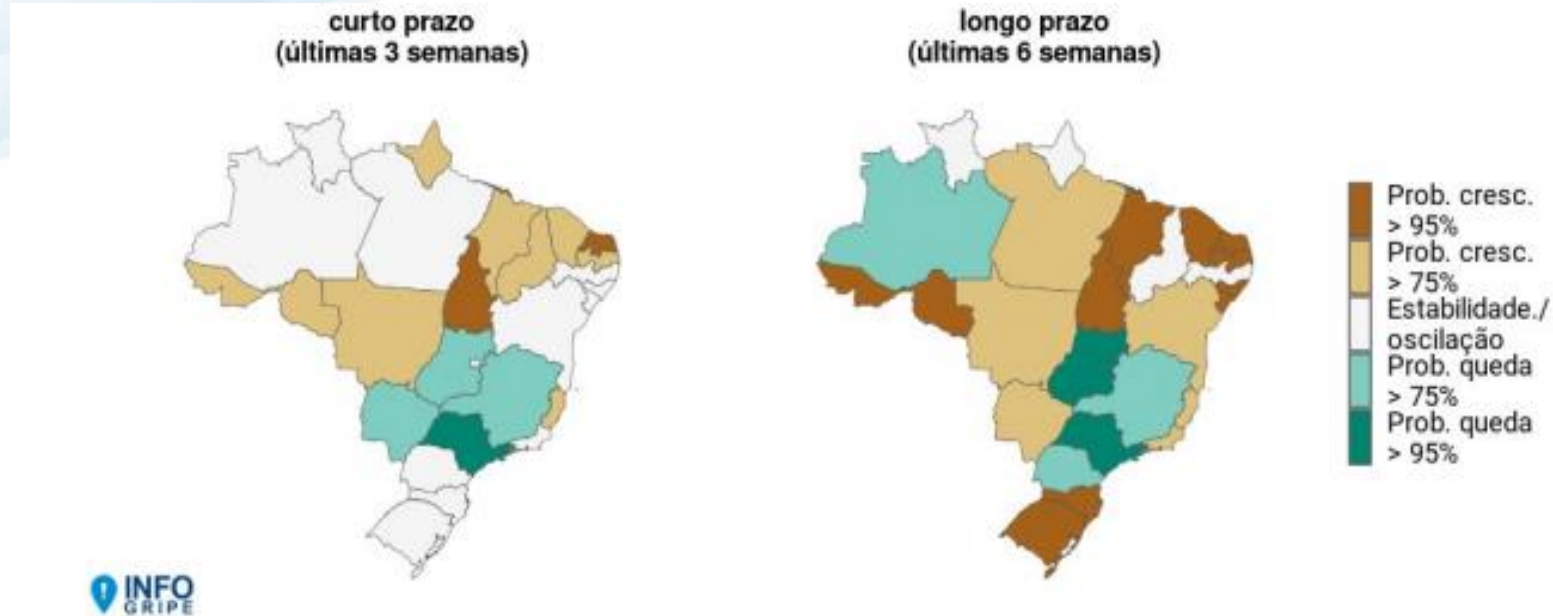 curto prazo
(últimas 3 semanas)
longo prazo
(últimas 6 semanas)
Prob. cresc.
> 95%
Prob. cresc.
> 75%
Estabilidade./
oscilação
Prob. queda
> 75%
Prob. queda
> 95%
INFO
GRIPE